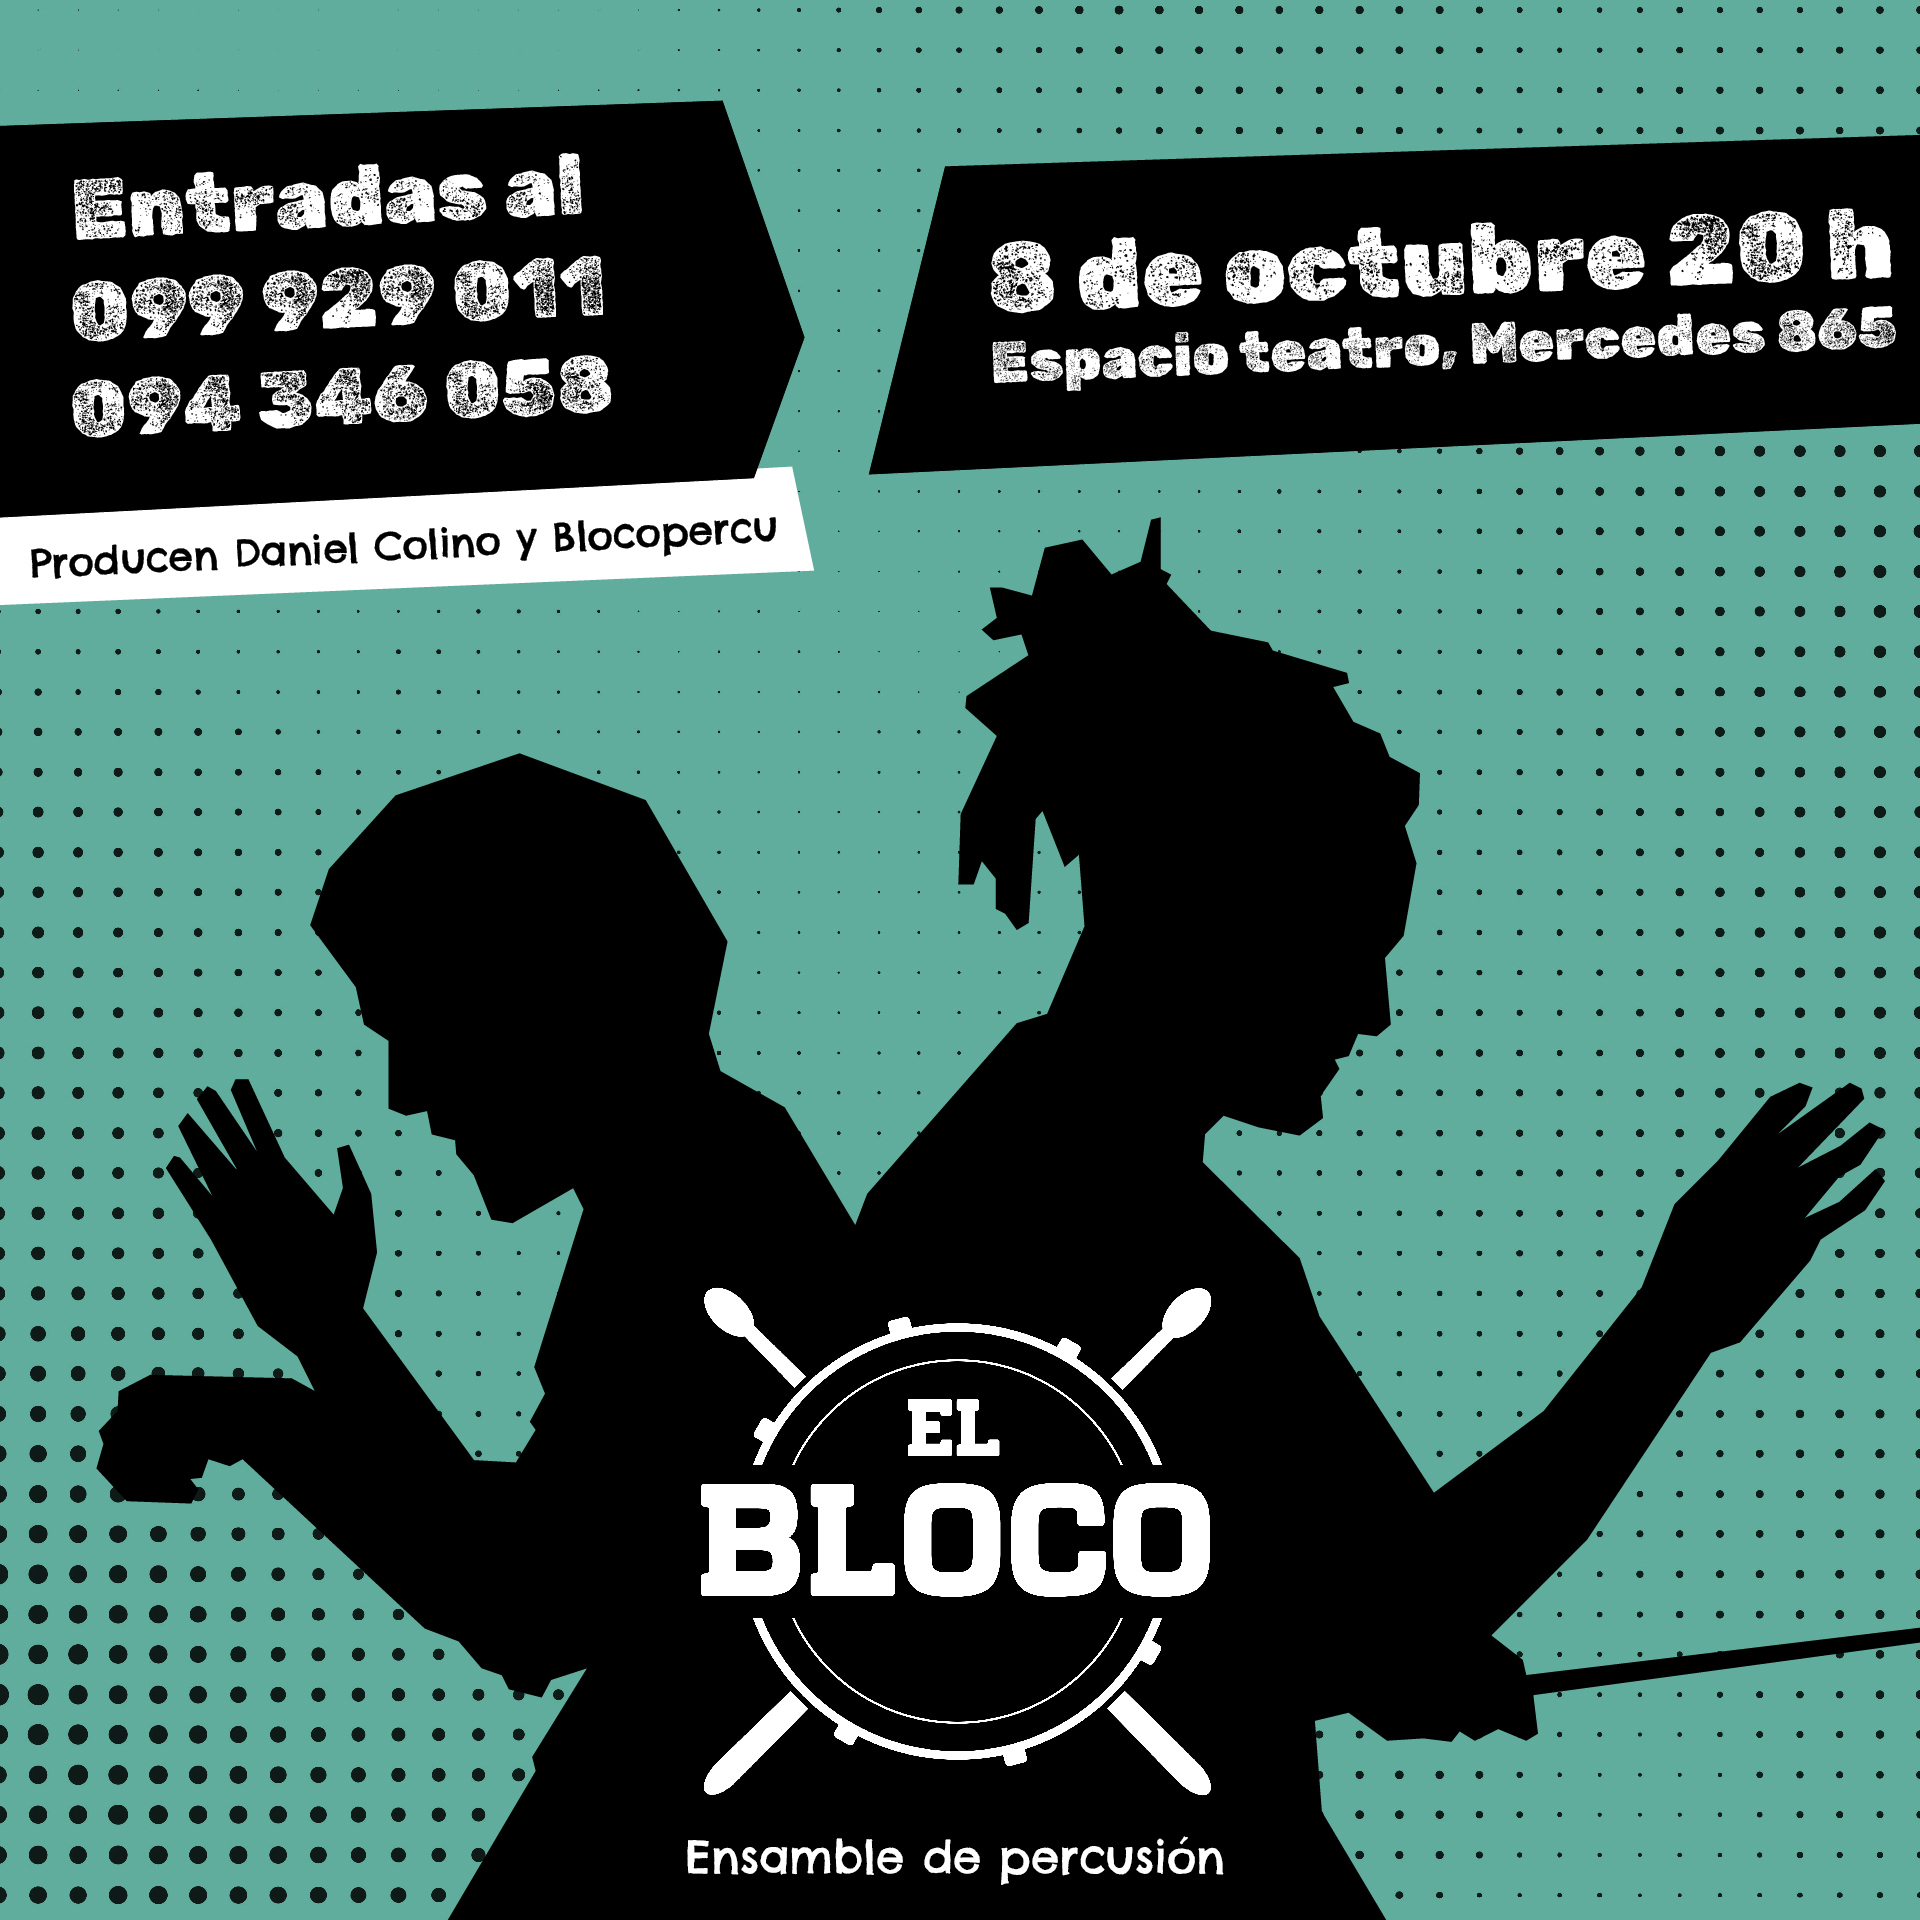 Entradas al
099 929 011
094 346 058
Producen Daniel Colino y Blocopercu
8 de octubre 20 h
Espacio teatro, Mercedes 865
EL
BLOCO
Ensamble de percusión